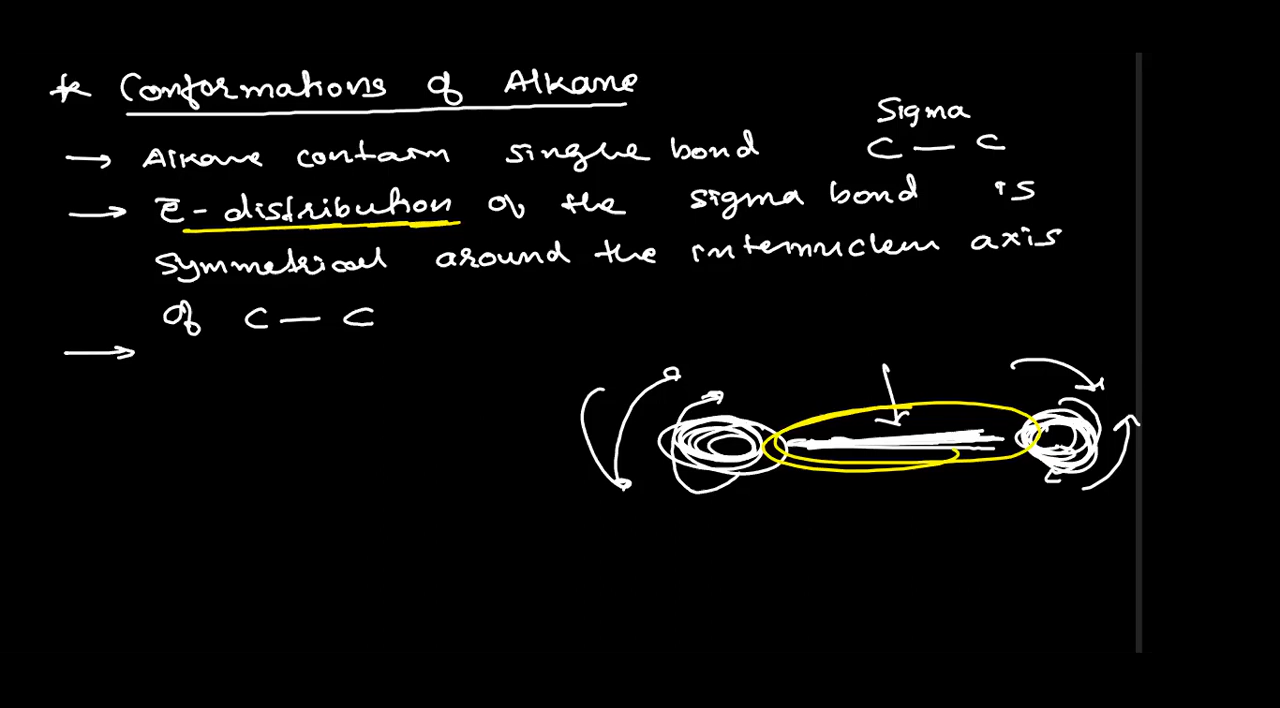 * Conformations of Alkane
Sigma
→ Alkane contain single bond C — C
→ e̅ - distribution of the sigma bond is
symmetrical around the internuclear axis
of C — C
→